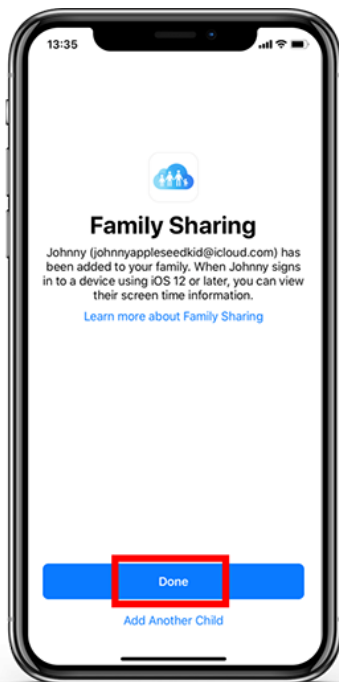 13:35
Family Sharing
Johnny (johnnyappleseedkid@icloud.com) has
been added to your family. When Johnny signs
in to a device using iOS 12 or later, you can view
their screen time information.
Learn more about Family Sharing
Done
Add Another Child